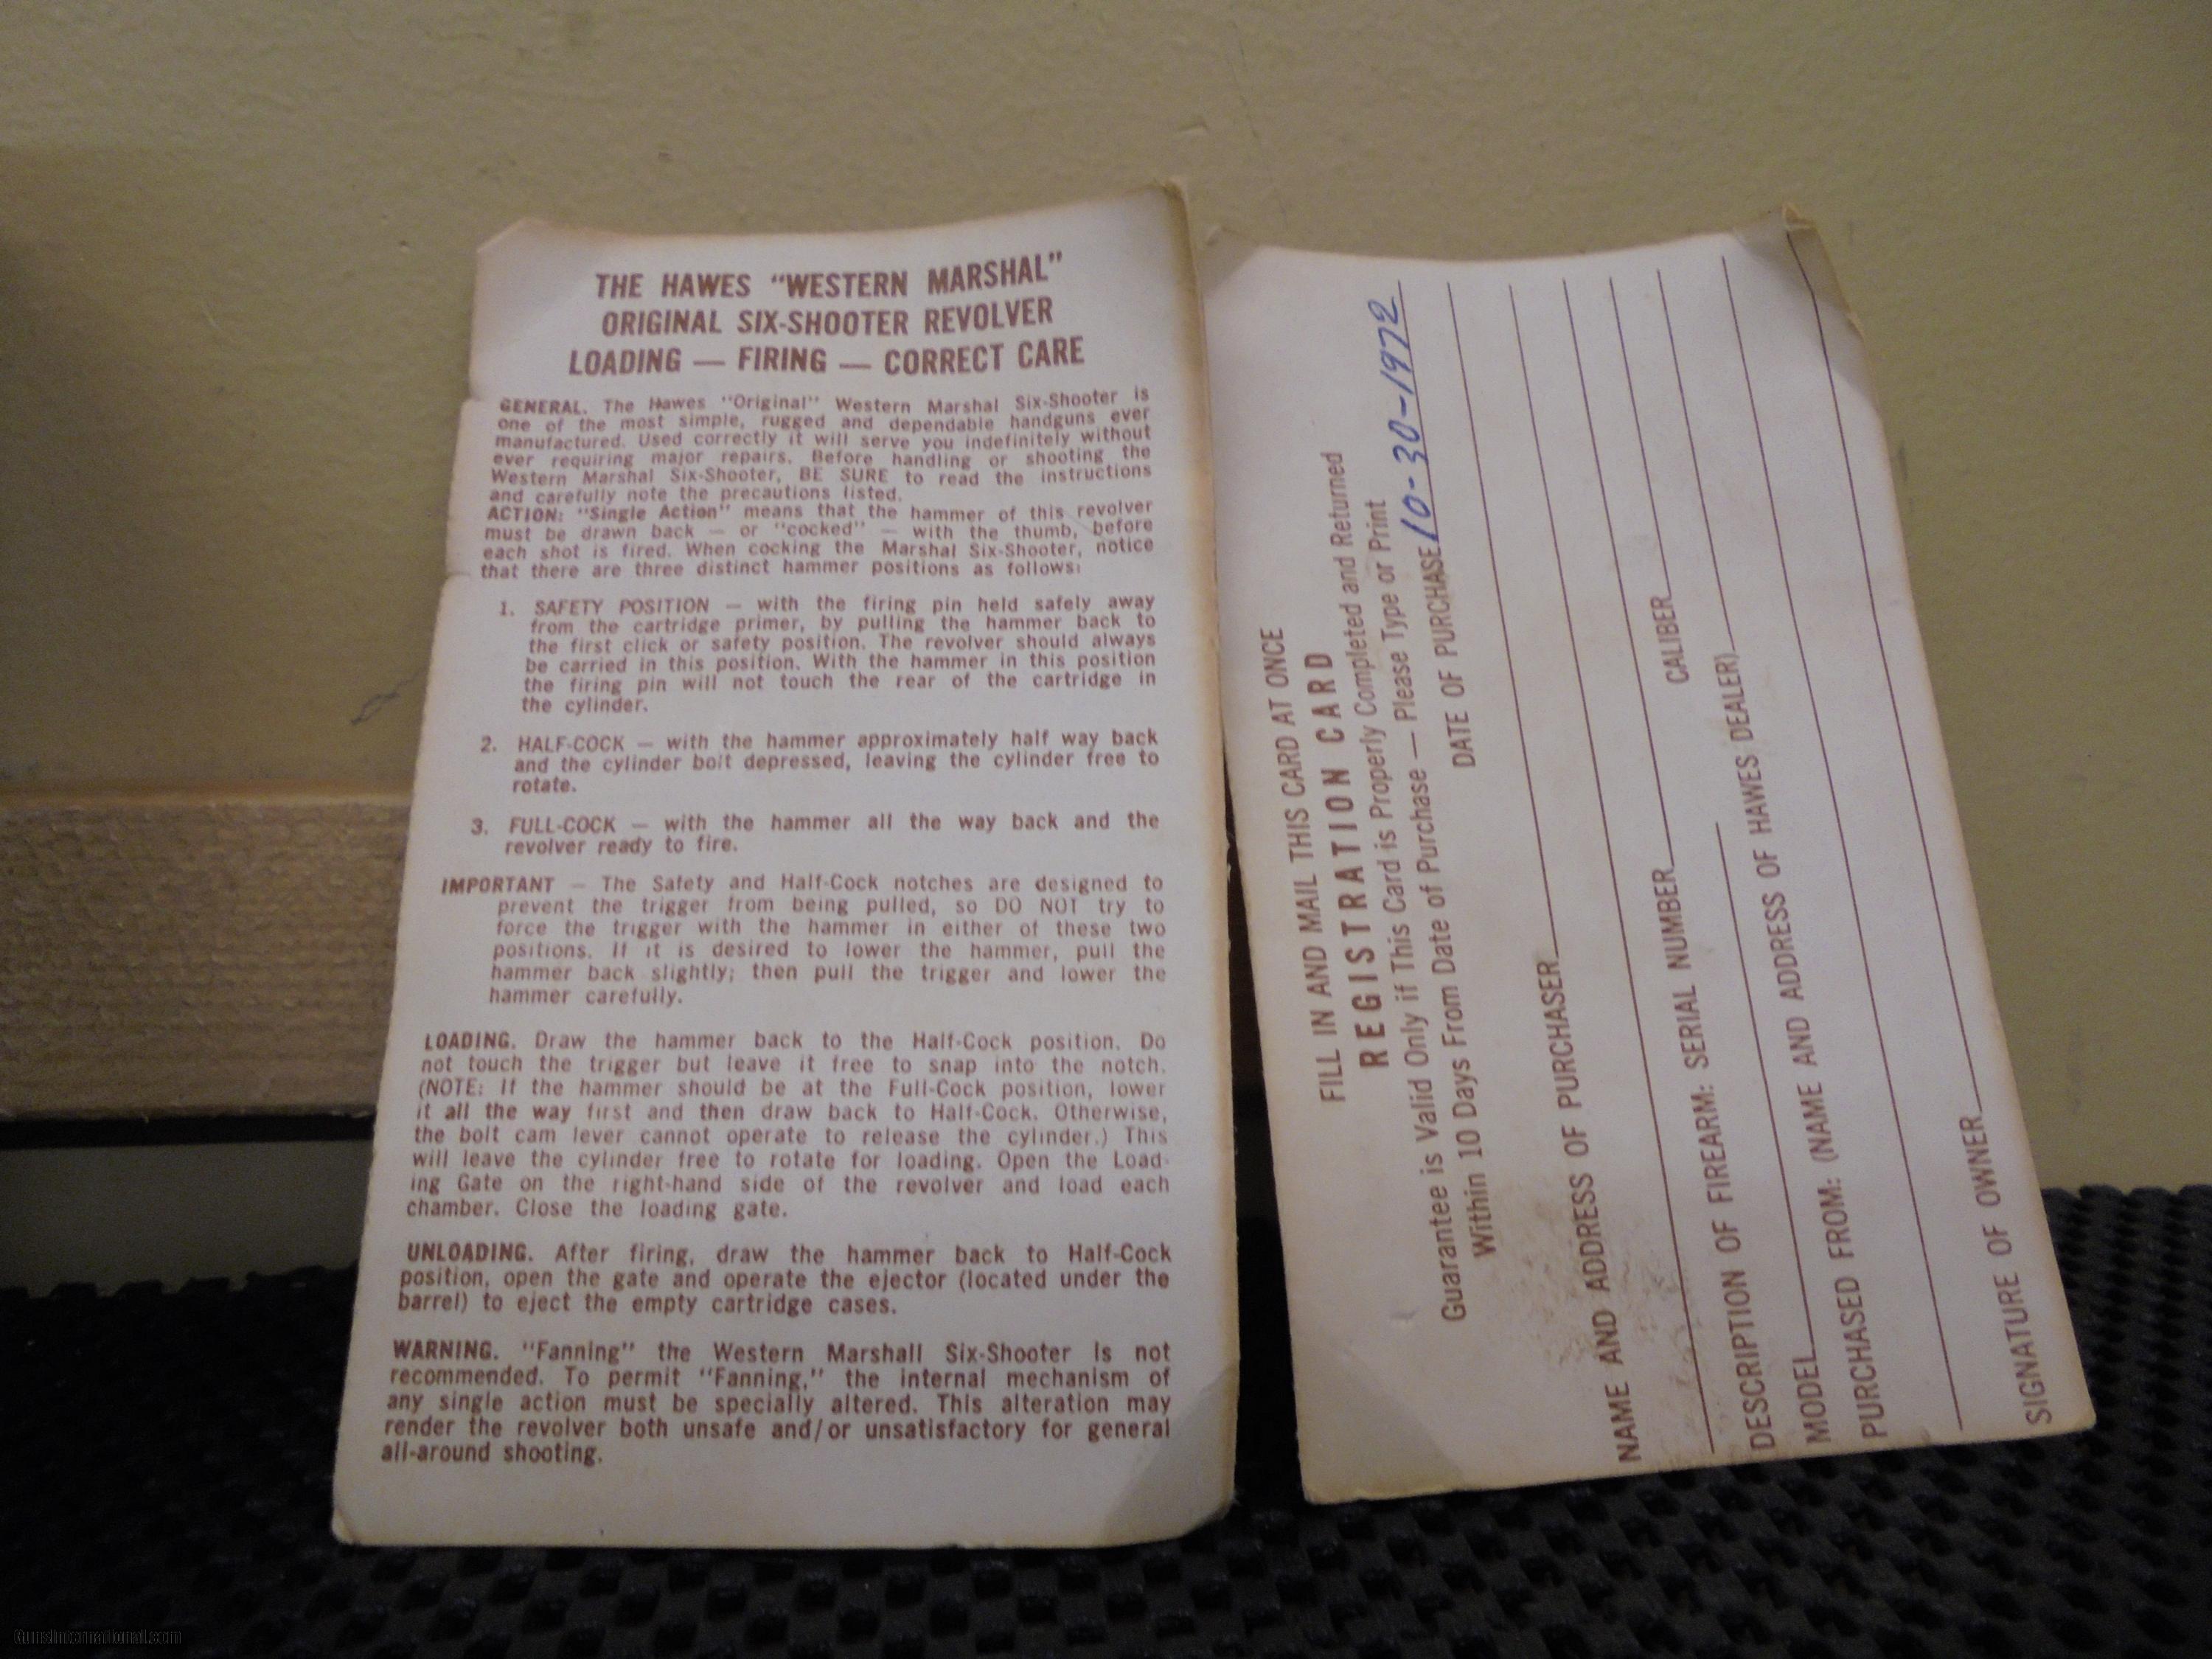 THE HAWES “WESTERN MARSHAL”
ORIGINAL SIX-SHOOTER REVOLVER
LOADING — FIRING — CORRECT CARE
GENERAL. The Hawes "Original" Western Marshal Six-Shooter is
one of the most simple, rugged and dependable handguns ever
manufactured. Used correctly it will serve you indefinitely without
ever requiring major repairs. Before handling or shooting the
Western Marshal Six-Shooter, BE SURE to read the instructions
and carefully note the precautions listed.
ACTION: "Single Action" means that the hammer of this revolver
must be drawn back — or "cocked" — with the thumb, before
each shot is fired. When cocking the Marshal Six-Shooter, notice
that there are three distinct hammer positions as follows:
1. SAFETY POSITION — with the firing pin held safely away
from the cartridge primer, by pulling the hammer back to
the first click or safety position. The revolver should always
be carried in this position. With the hammer in this position
the firing pin will not touch the rear of the cartridge in
the cylinder.
2. HALF-COCK — with the hammer approximately half way back
and the cylinder bolt depressed, leaving the cylinder free to
rotate.
3. FULL-COCK — with the hammer all the way back and the
revolver ready to fire.
IMPORTANT — The Safety and Half-Cock notches are designed to
prevent the trigger from being pulled, so DO NOT try to
force the trigger with the hammer in either of these two
positions. If it is desired to lower the hammer, pull the
hammer back slightly; then pull the trigger and lower the
hammer carefully.
LOADING. Draw the hammer back to the Half-Cock position. Do
not touch the trigger but leave it free to snap into the notch.
(NOTE: If the hammer should be at the Full-Cock position, lower
it all the way first and then draw back to Half-Cock. Otherwise,
the bolt cam lever cannot operate to release the cylinder.) This
will leave the cylinder free to rotate for loading. Open the Load-
ing Gate on the right-hand side of the revolver and load each
chamber. Close the loading gate.
UNLOADING. After firing, draw the hammer back to Half-Cock
position, open the gate and operate the ejector (located under the
barrel) to eject the empty cartridge cases.
WARNING. "Fanning" the Western Marshall Six-Shooter is not
recommended. To permit "Fanning," the internal mechanism of
any single action must be specially altered. This alteration may
render the revolver both unsafe and/or unsatisfactory for general
all-around shooting.
FILL IN AND MAIL THIS CARD AT ONCE
REGISTRATION CARD
Guarantee is Valid Only if This Card is Properly Completed and Returned
Within 10 Days From Date of Purchase — Please Type or Print
DATE OF PURCHASE 10-30-1972
NAME AND ADDRESS OF PURCHASER
DESCRIPTION OF FIREARM: SERIAL NUMBER CALIBER
MODEL
PURCHASED FROM: (NAME AND ADDRESS OF HAWES DEALER)
SIGNATURE OF OWNER
GunsInternational.com